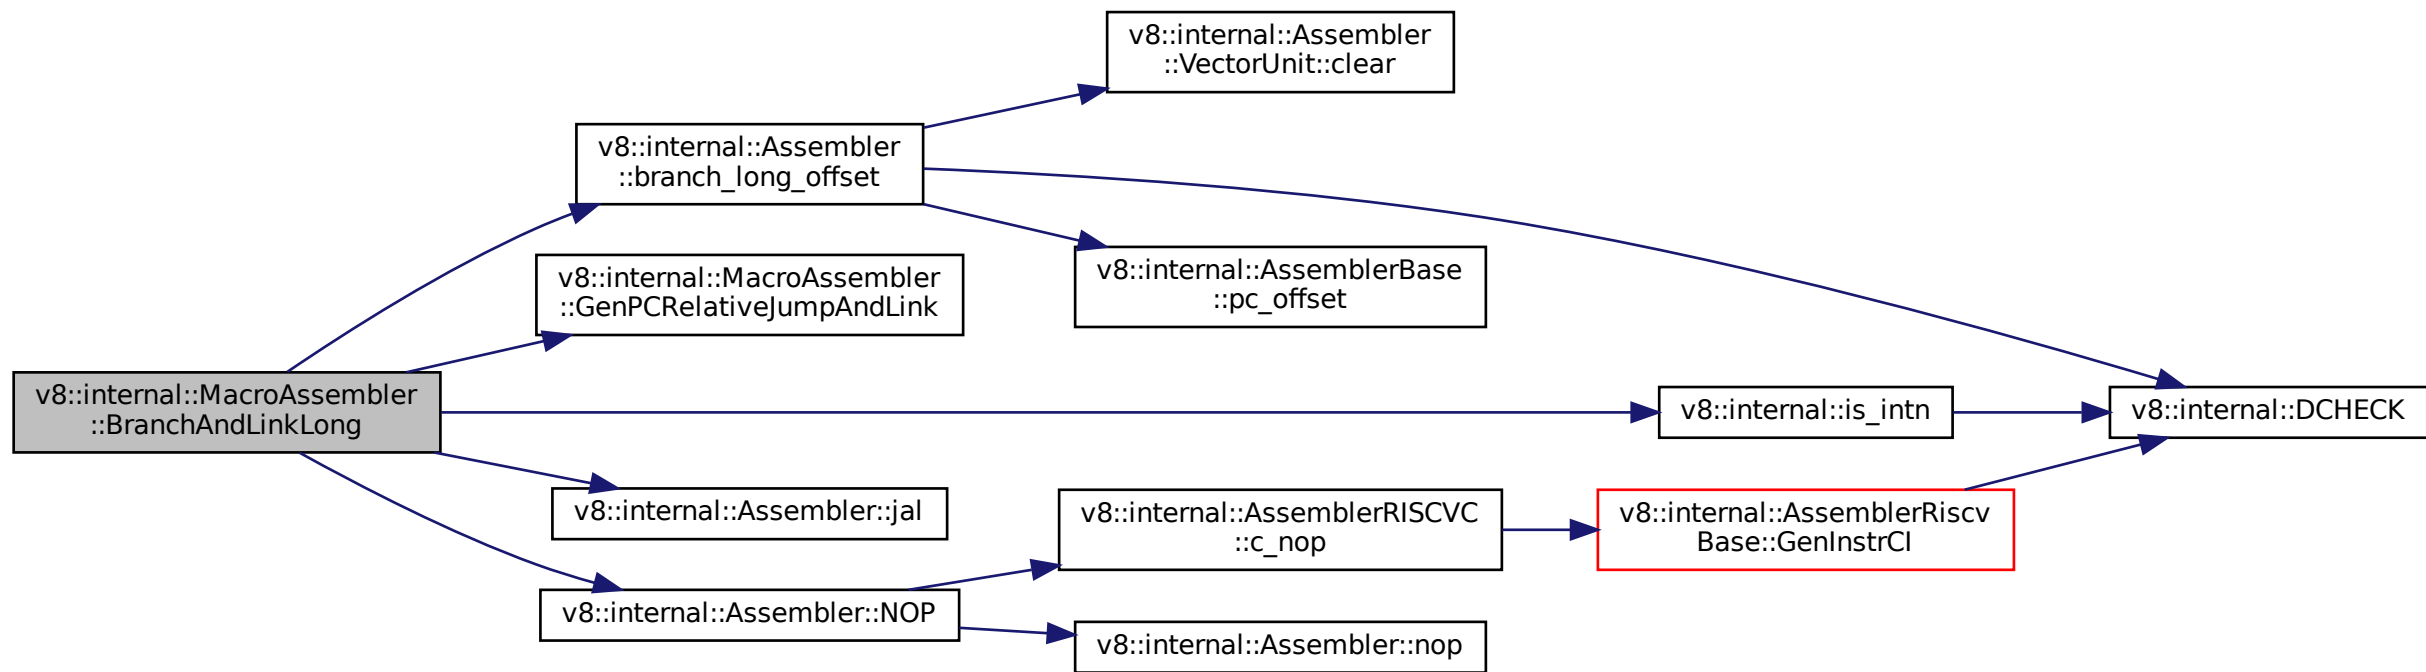 v8::internal::Assembler
::VectorUnit::clear
v8::internal::Assembler
::branch_long_offset
v8::internal::AssemblerBase
::pc_offset
v8::internal::MacroAssembler
::GenPCRelativeJumpAndLink
v8::internal::MacroAssembler
::BranchAndLinkLong
v8::internal::is_intn
v8::internal::DCHECK
v8::internal::Assembler::jal
v8::internal::AssemblerRISCVC
::c_nop
v8::internal::AssemblerRiscv
Base::GenInstrCI
v8::internal::Assembler::NOP
v8::internal::Assembler::nop